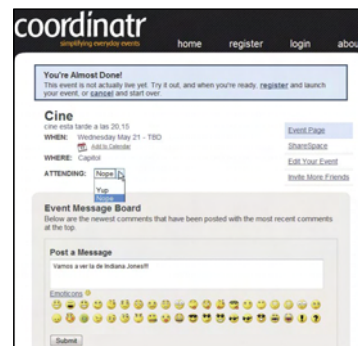 coordinatr
simplifying everyday events
home register login abou
You're Almost Done!
This event is not actually live yet. Try it out, and when you're ready, register and launch
your event, or cancel and start over.
Cine
cine esta tarde a las 20,15
WHEN: Wednesday May 21 - TBD
Add to Calendar
WHERE: Capitol
ATTENDING: Nope
Yup
Nope
Event Page
ShareSpace
Edit Your Event
Invite More Friends
Event Message Board
Below are the newest comments that have been posted with the most recent comments
at the top.
Post a Message
Vamos a ver la de Indiana Jones!!!
Emoticons
Submit